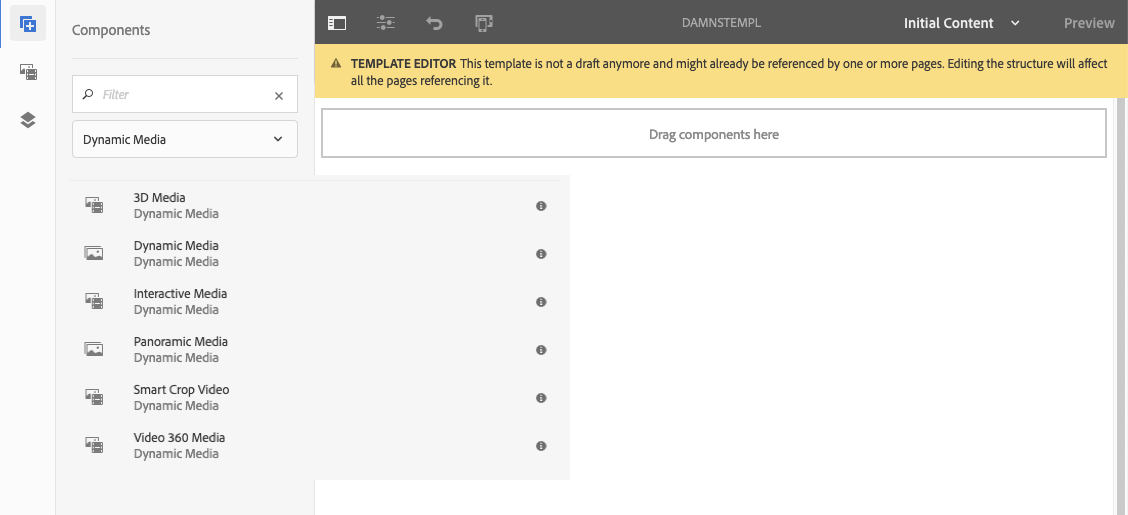 Components
DAMNSTEMPL
Initial Content
Preview
TEMPLATE EDITOR This template is not a draft anymore and might already be referenced by one or more pages. Editing the structure will affect
all the pages referencing it.
Filter
Dynamic Media
Drag components here
3D Media
Dynamic Media
Dynamic Media
Dynamic Media
Interactive Media
Dynamic Media
Panoramic Media
Dynamic Media
Smart Crop Video
Dynamic Media
Video 360 Media
Dynamic Media